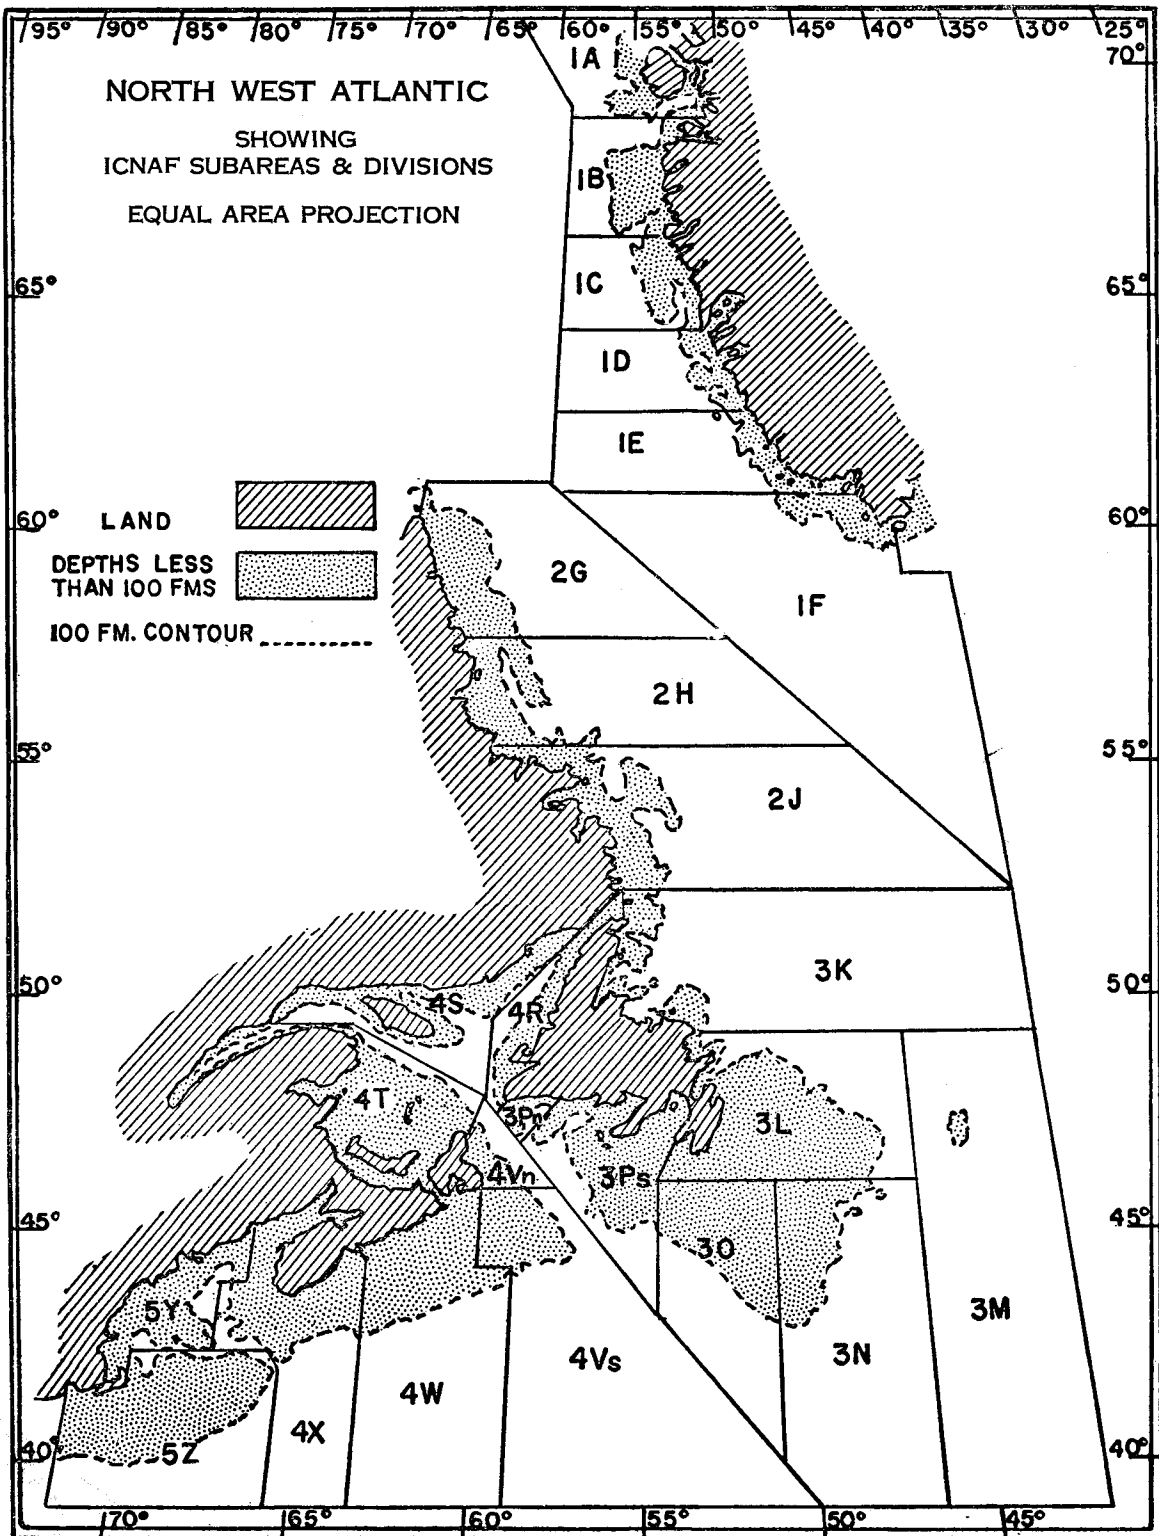 95° 90° 85° 80° 75° 70° 65° 60° 55° 50° 45° 40° 35° 30° 25°
NORTH WEST ATLANTIC
SHOWING
ICNAF SUBAREAS & DIVISIONS
EQUAL AREA PROJECTION
1A
70°
1B
65°
1C
65°
1D
1E
LAND
60°
60°
DEPTHS LESS
THAN 100 FMS
2G
1F
100 FM. CONTOUR
2H
55°
55°
2J
3K
50°
4S
4R
50°
4T
3Pn
3L
4Vn
3Ps
45°
45°
3O
5Y
3M
4Vs
3N
4W
4X
40°
5Z
40°
70° 65° 60° 55° 50° 45°